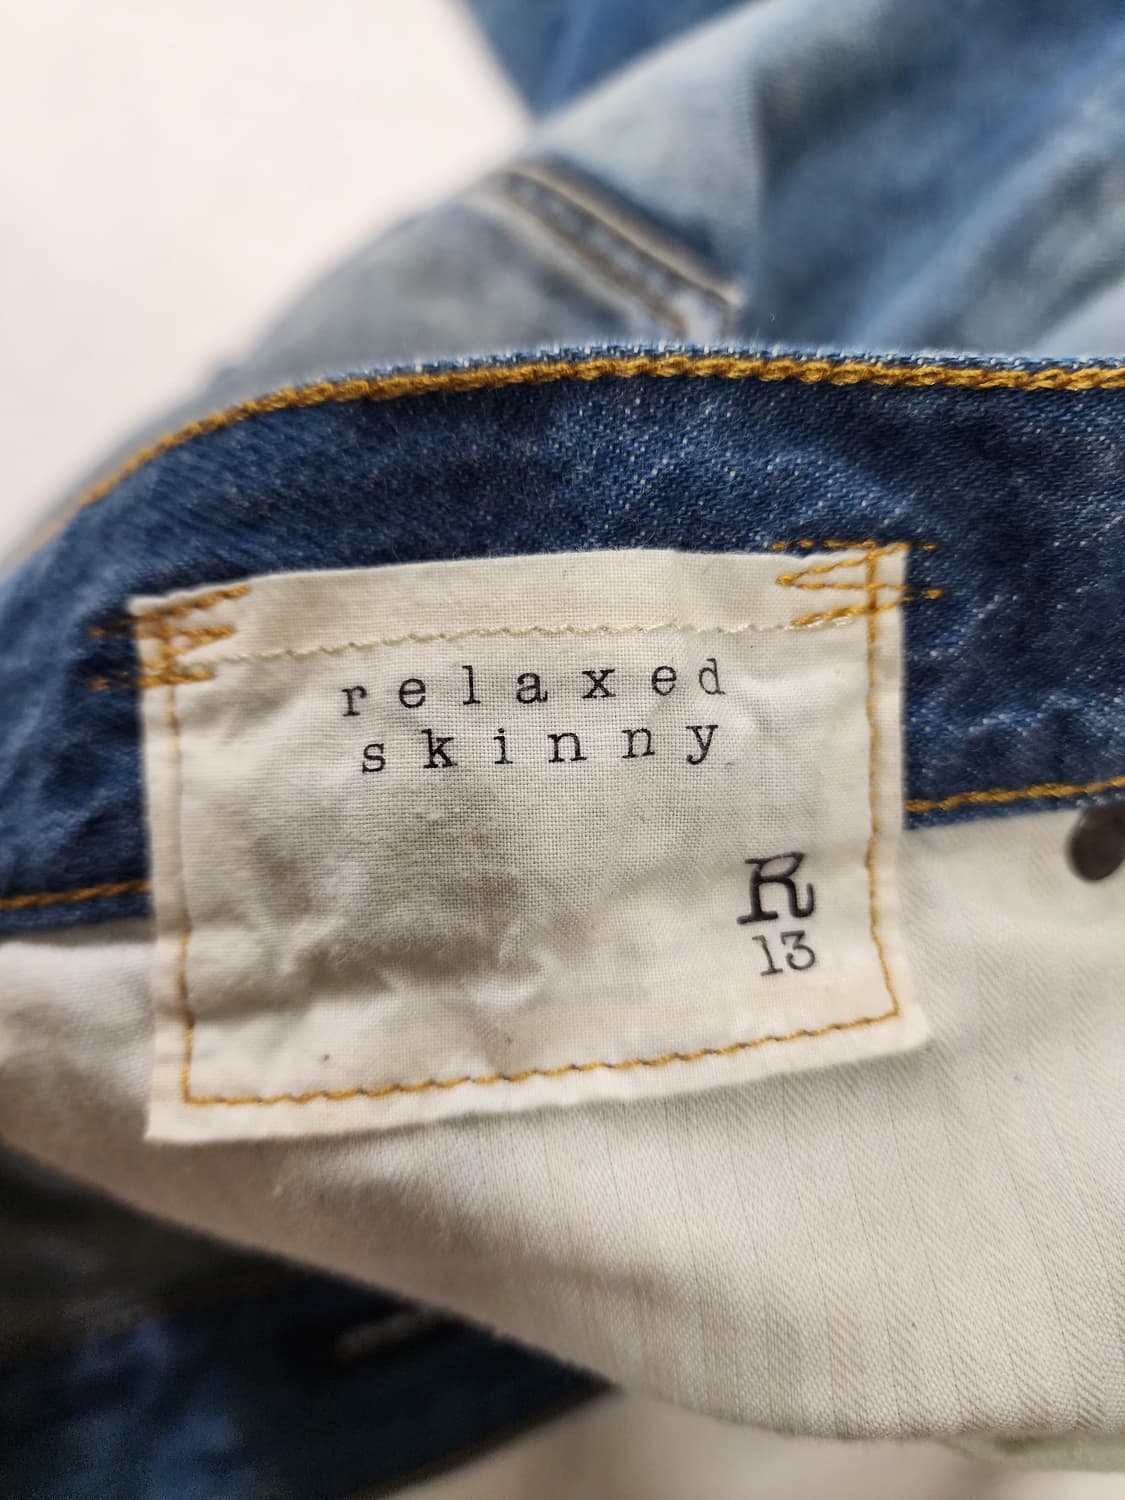 relaxed
skinny
R
13